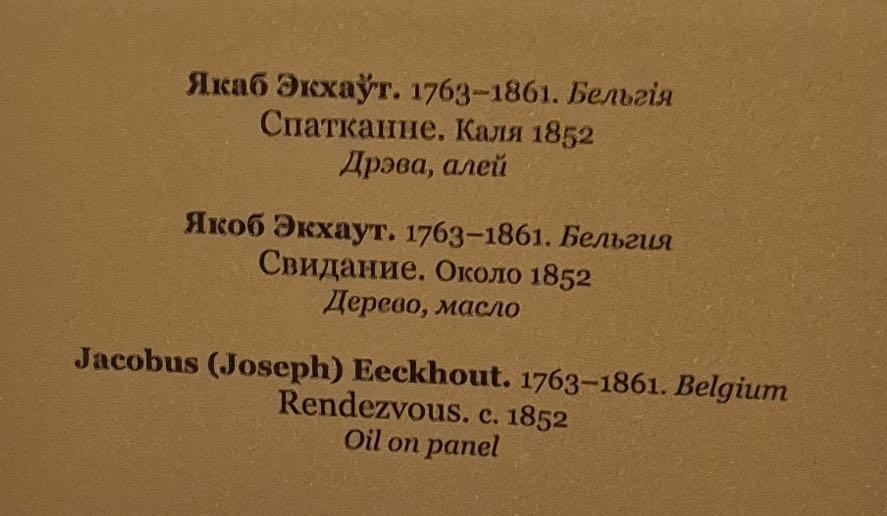 Якаб Экхаўт. 1763–1861. Бельгія
Спатканне. Каля 1852
Дрэва, алей
Якоб Экхаут. 1763–1861. Бельгия
Свидание. Около 1852
Дерево, масло
Jacobus (Joseph) Eeckhout. 1763–1861. Belgium
Rendezvous. c. 1852
Oil on panel